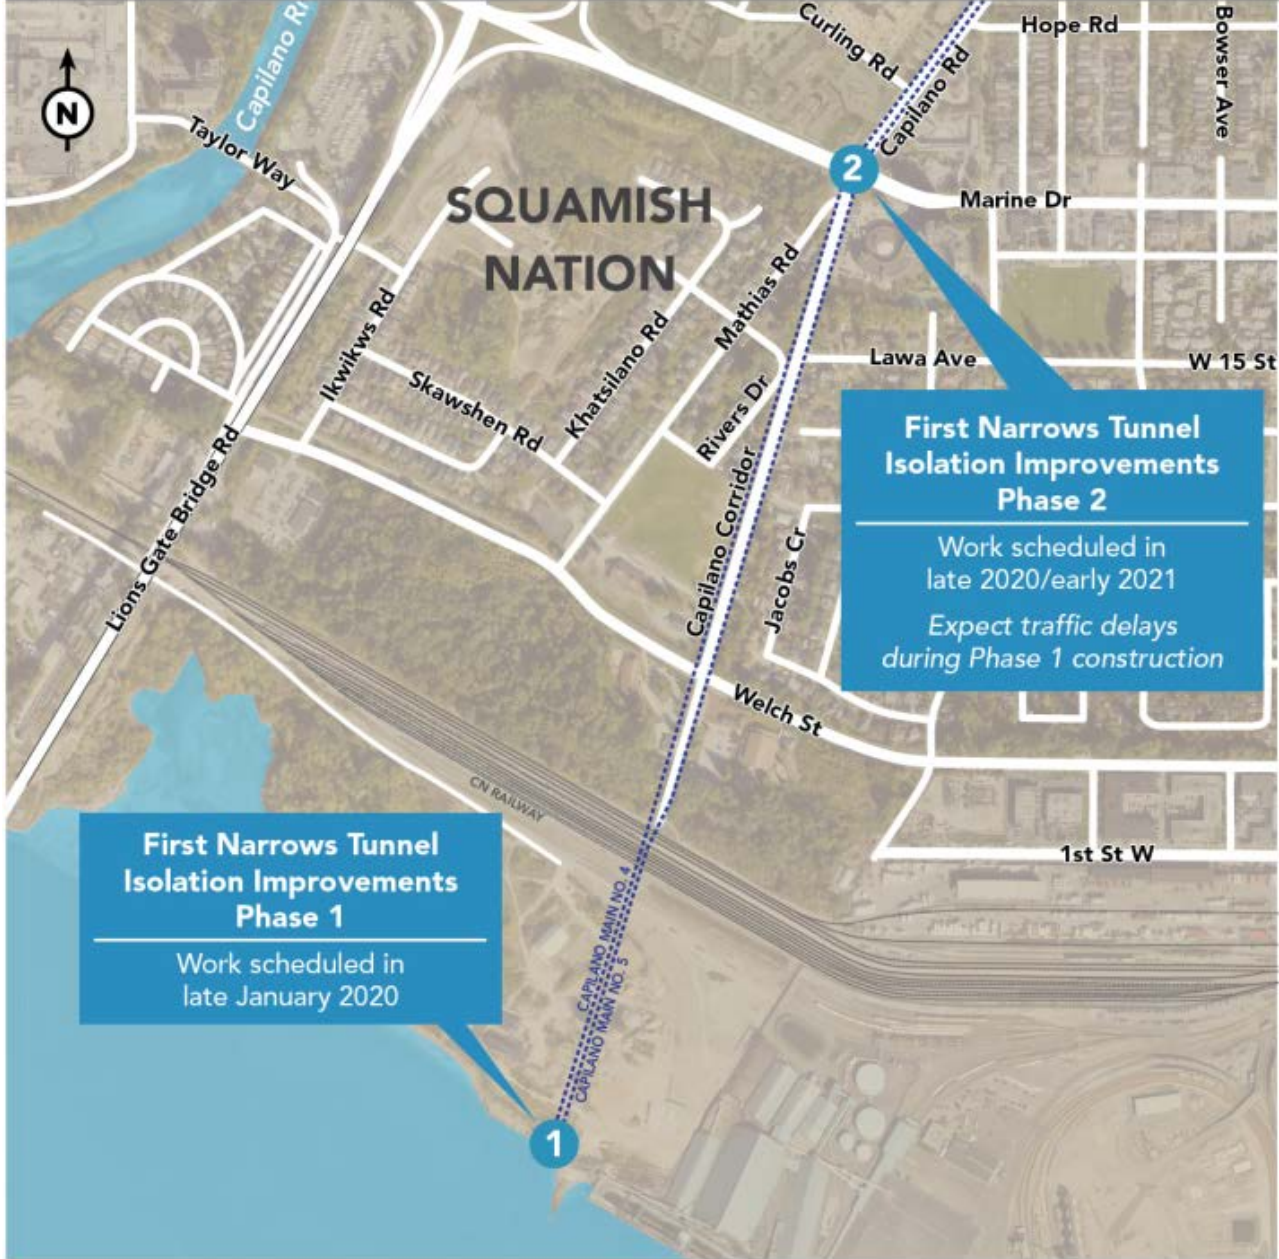 Capilano Ri
Curling Rd
Hope Rd
Bowser Ave
N
Taylor Way
Capilano Rd
2
SQUAMISH
NATION
Marine Dr
Mathias Rd
Ikwikws Rd
Khatsilano Rd
Lawa Ave
W 15 St
Skawshen Rd
Rivers Dr
First Narrows Tunnel
Isolation Improvements
Phase 2
Work scheduled in
late 2020/early 2021
Expect traffic delays
during Phase 1 construction
Lions Gate Bridge Rd
Capilano Corridor
Jacobs Cr
Welch St
CN RAILWAY
1st St W
First Narrows Tunnel
Isolation Improvements
Phase 1
Work scheduled in
late January 2020
CAPILANO MAIN NO. 4
CAPILANO MAIN NO. 5
1